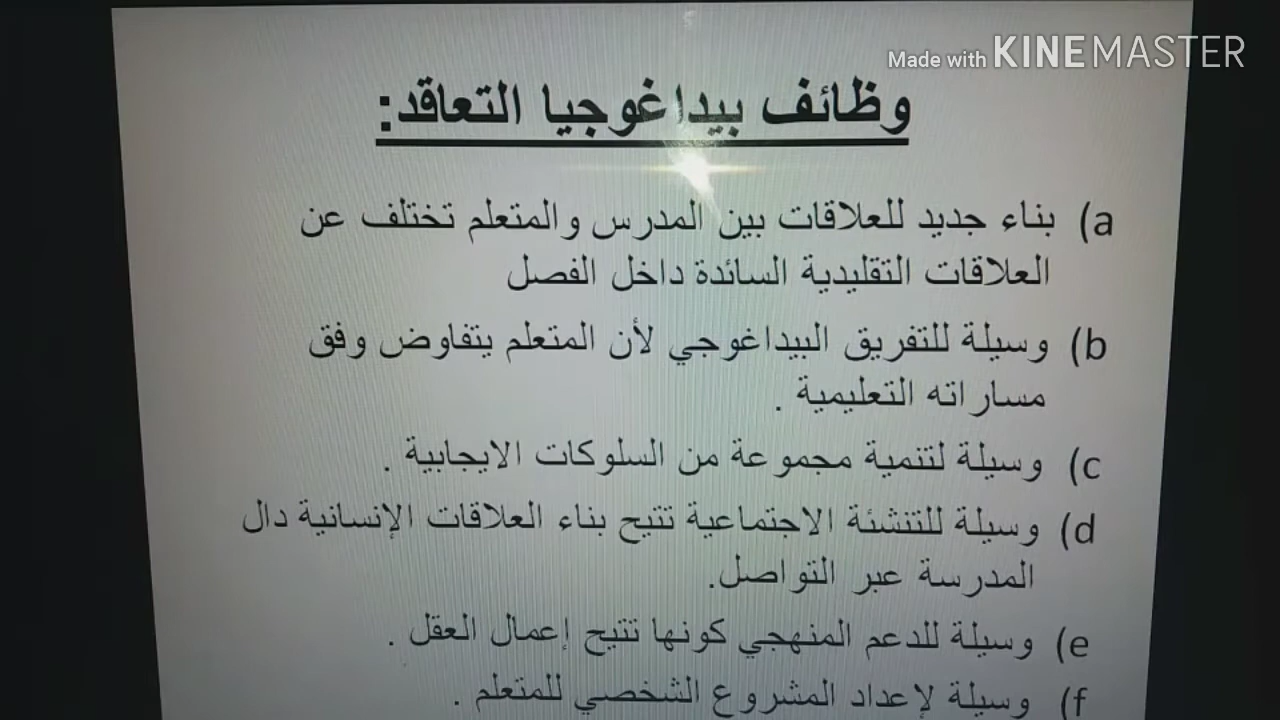 Made with KINEMASTER
وظائف بيداغوجيا التعاقد:
a) بناء جديد للعلاقات بين المدرس والمتعلم تختلف عن
العلاقات التقليدية السائدة داخل الفصل
b) وسيلة للتفريق البيداغوجي لأن المتعلم يتفاوض وفق
مساراته التعليمية .
c) وسيلة لتنمية مجموعة من السلوكات الايجابية .
d) وسيلة للتنشئة الاجتماعية تتيح بناء العلاقات الإنسانية دال
المدرسة عبر التواصل.
e) وسيلة للدعم المنهجي كونها تتيح إعمال العقل .
f) وسيلة لإعداد المشروع الشخصي للمتعلم .